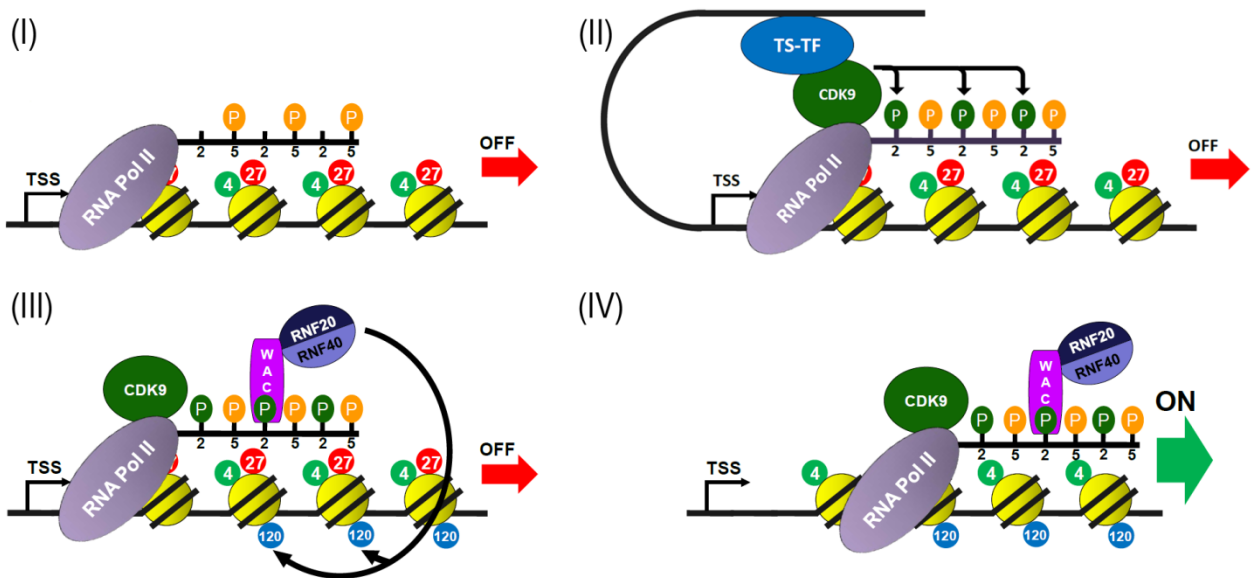 (I)
P P P
2 5 2 5 2 5
OFF
TSS
RNA Pol II
27
4 27
4 27
4 27
(II)
TS-TF
CDK9
P P P P P P
2 5 2 5 2 5
OFF
TSS
RNA Pol II
4 27
4 27
4 27
(III)
RNF20
RNF40
WAC
CDK9
P P P P P P
2 5 2 5 2 5
OFF
TSS
RNA Pol II
4 27
4 27
4 27
120 120 120
(IV)
RNF20
RNF40
WAC
CDK9
P P P P P P
2 5 2 5 2 5
ON
TSS
RNA Pol II
4 4 4
120 120 120